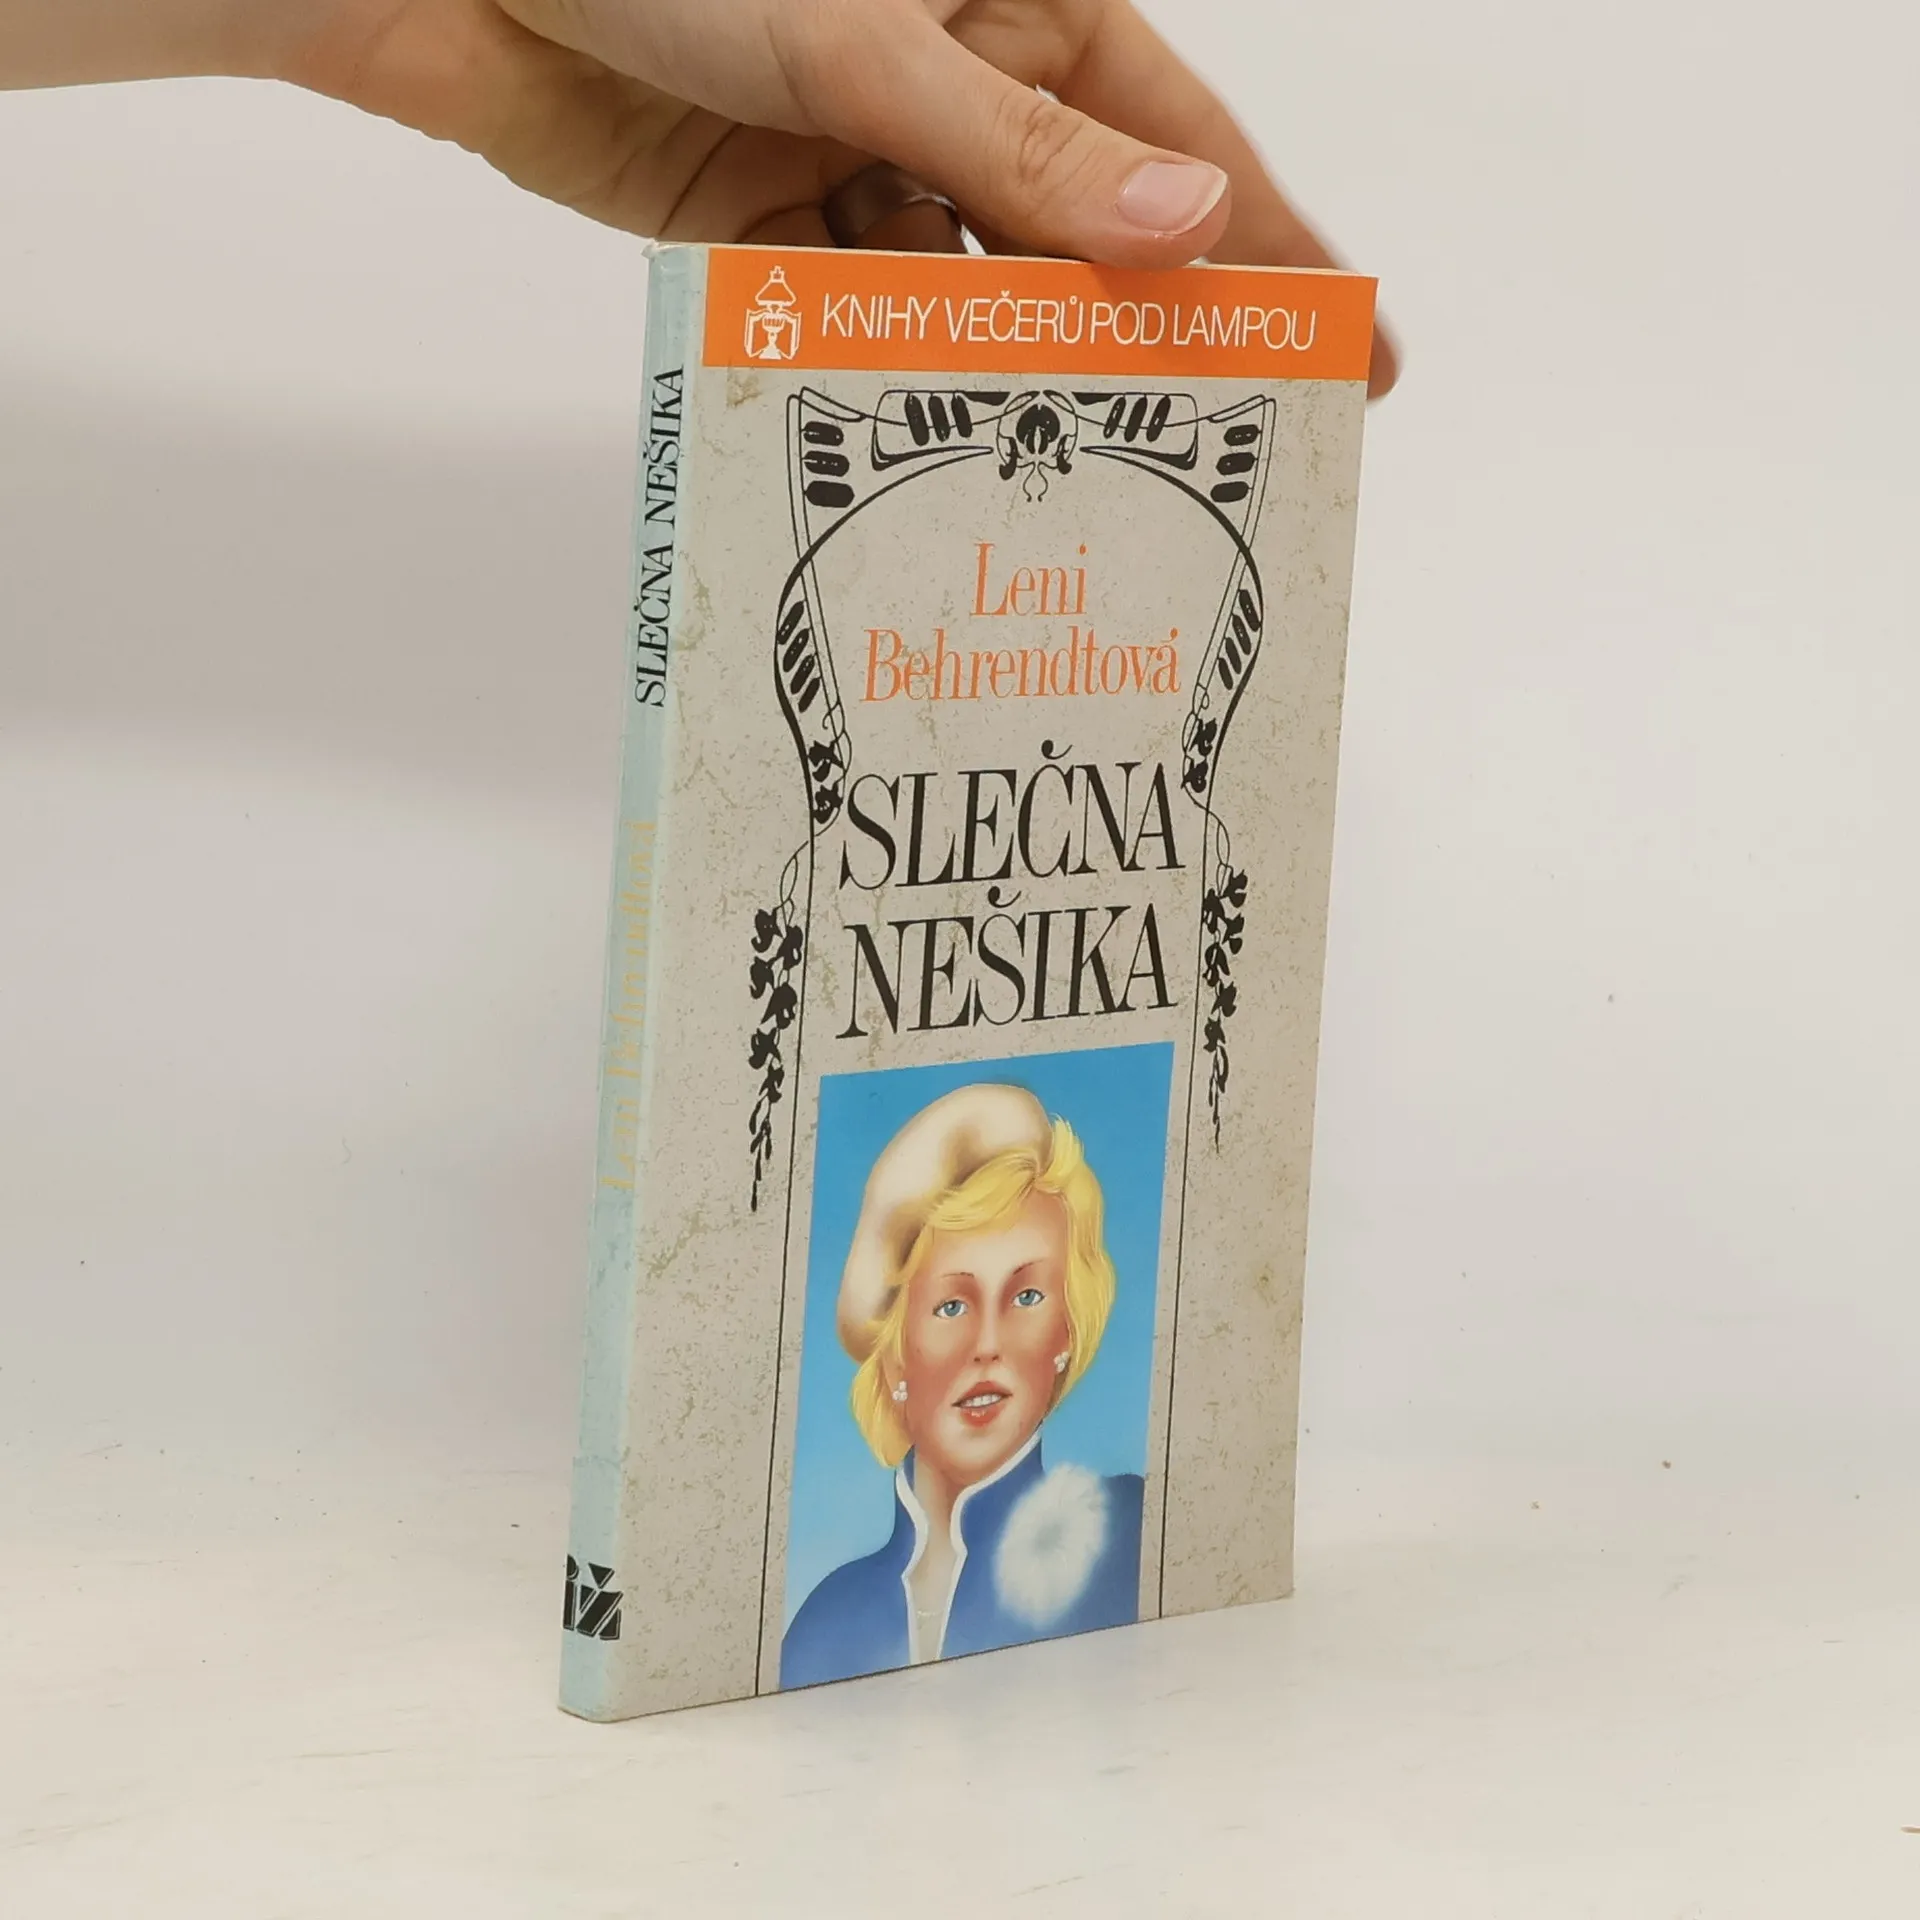 KNIHY VEČERŮ POD LAMPOU
Leni
Behrendtová
SLEČNA
NEŠIKA
SLEČNA NEŠIKA
Leni Behrendtová